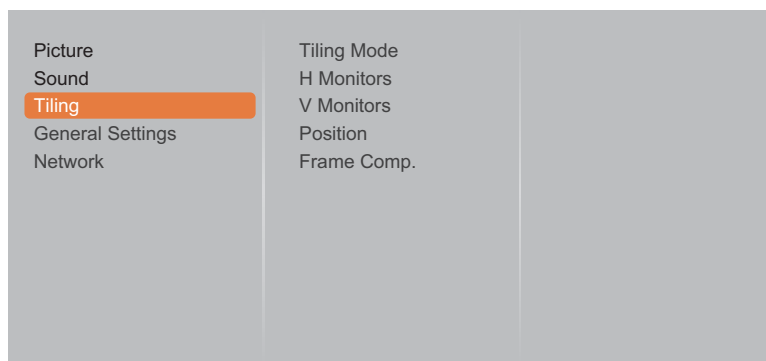 Picture
Sound
Tiling
General Settings
Network
Tiling Mode
H Monitors
V Monitors
Position
Frame Comp.